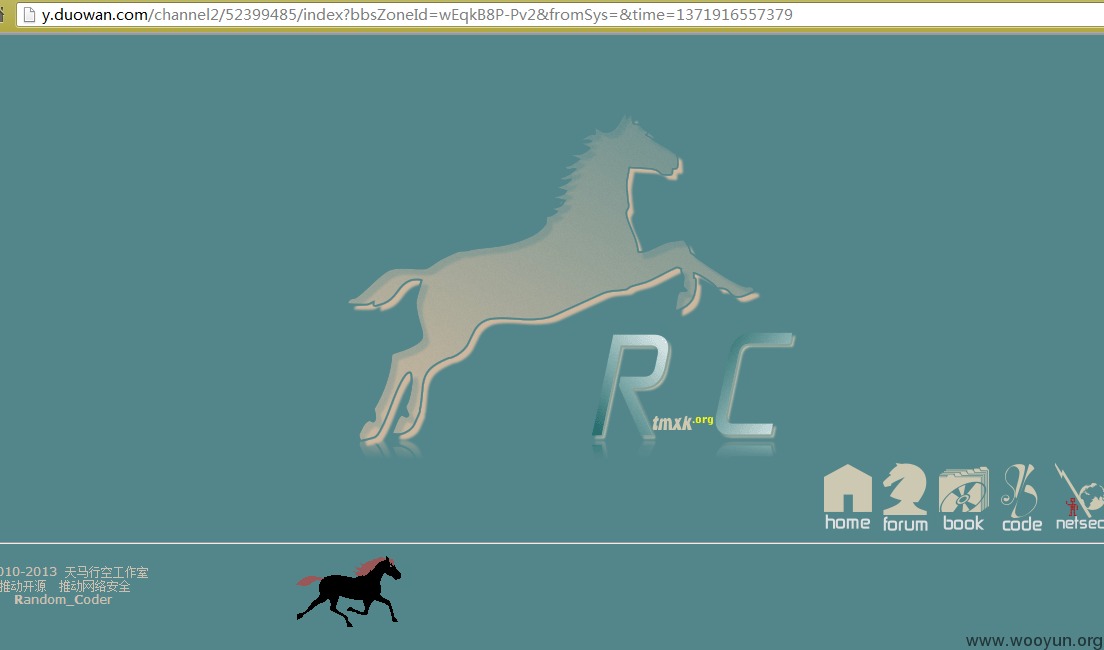 y.duowan.com/channel2/52399485/index?bbsZoneId=wEqkB8P-Pv2&fromSys=&time=1371916557379
RC
tmxk.org
home forum book code netsec
010-2013 天马行空工作室
推动开源 推动网络安全
Random_Coder
www.wooyun.org